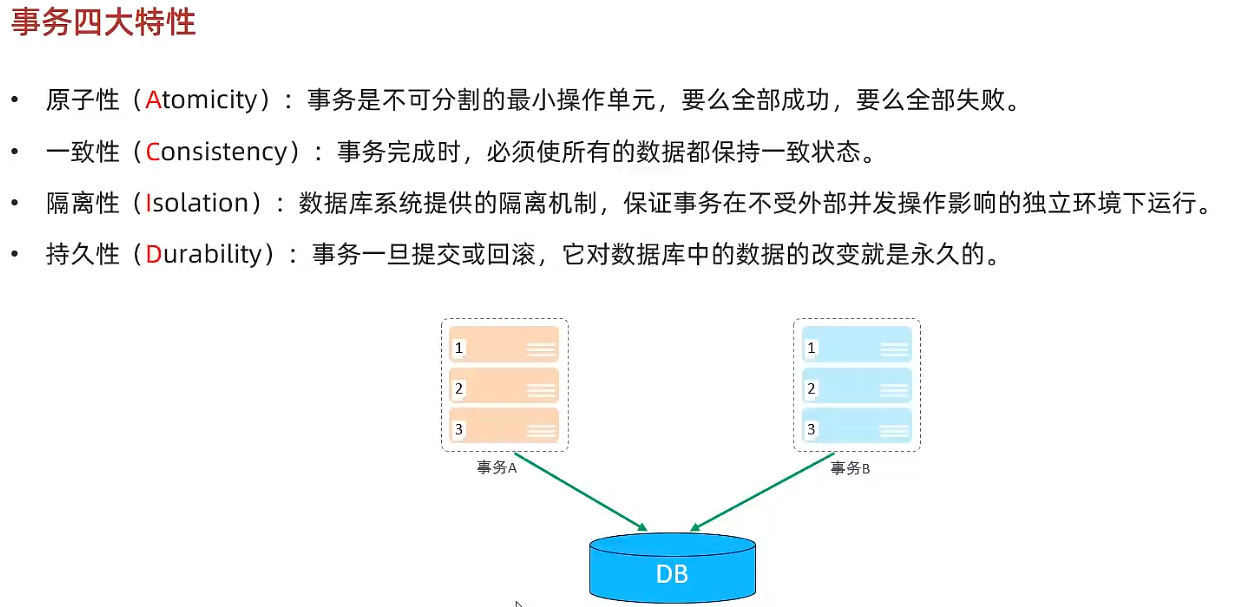 事务四大特性
• 原子性（Atomicity）：事务是不可分割的最小操作单元，要么全部成功，要么全部失败。
• 一致性（Consistency）：事务完成时，必须使所有的数据都保持一致状态。
• 隔离性（Isolation）：数据库系统提供的隔离机制，保证事务在不受外部并发操作影响的独立环境下运行。
• 持久性（Durability）：事务一旦提交或回滚，它对数据库中的数据的改变就是永久的。
1
2
3
事务A
1
2
3
事务B
DB